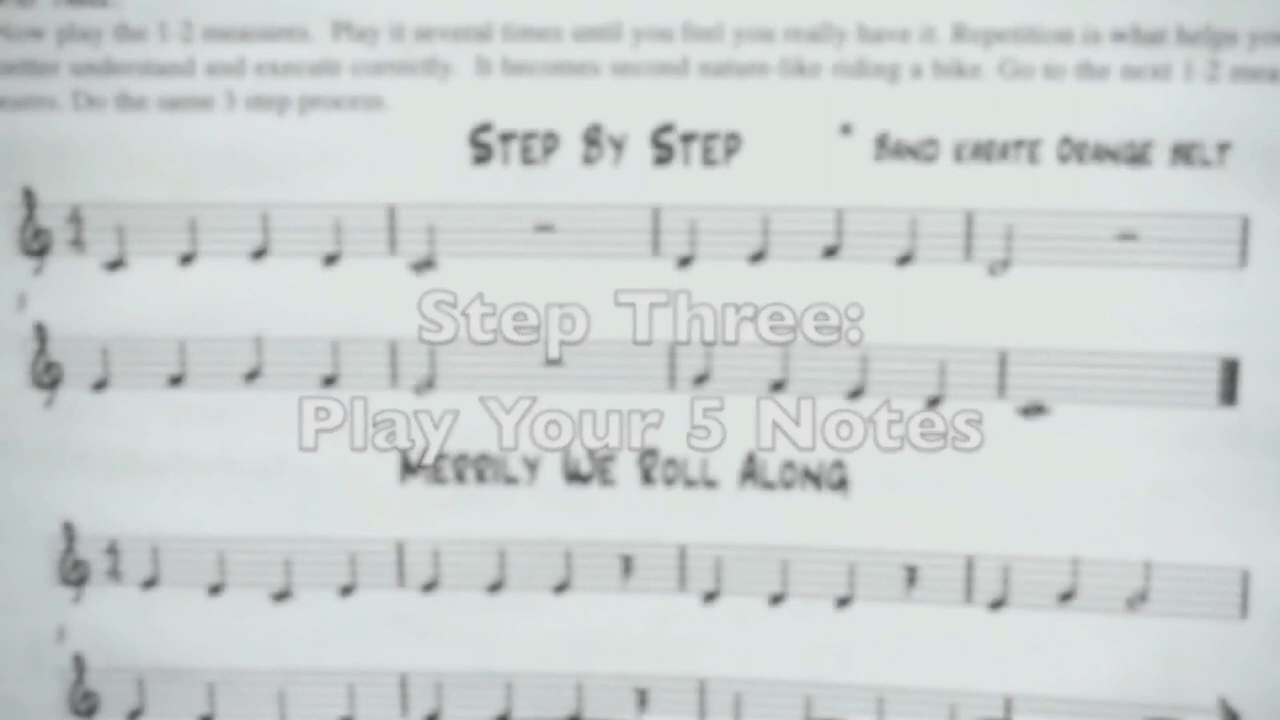 Now play the 1-2 measures. Play it several times until you feel you really have it. Repetition is what helps
better understand and execute correctly. It becomes second nature-like riding a bike. Go to the next 1-2
Do the same 3 step process.
STEP BY STEP * BAND KARATE ORANGE BELT
Step Three:
Play Your 5 Notes
MERRILY WE ROLL ALONG